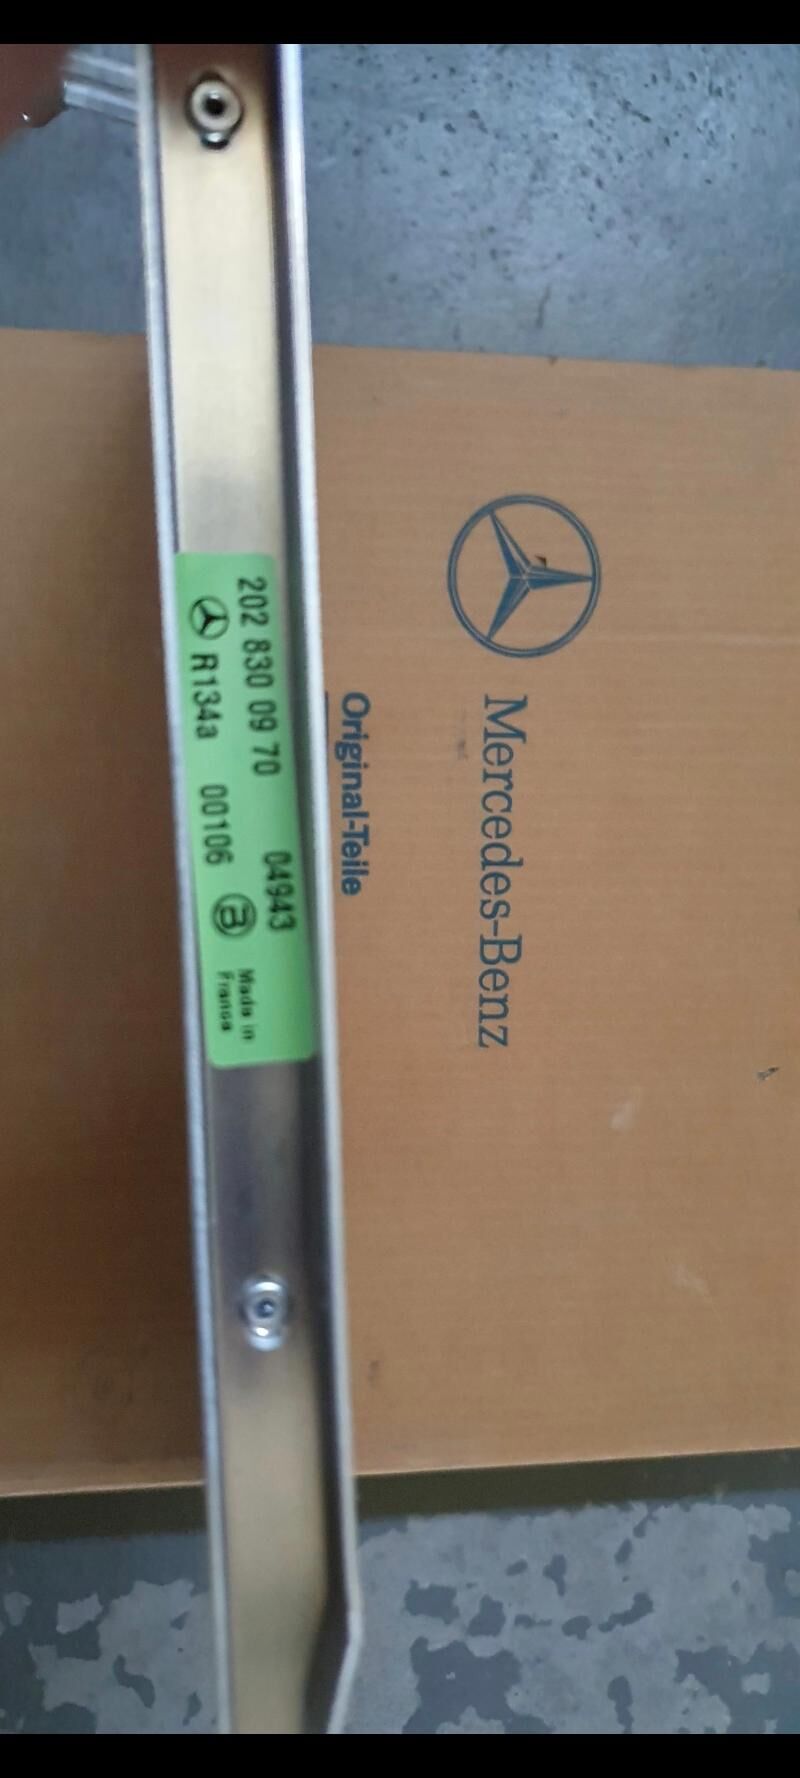 202 830 09 70 04943
R134a 00106 B Made in
France
Mercedes-Benz
Original-Teile